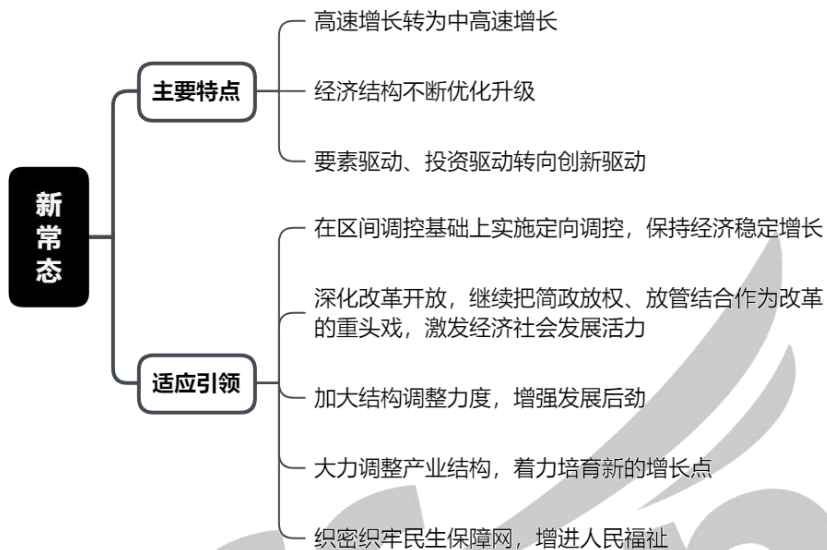 新常态
主要特点
高速增长转为中高速增长
经济结构不断优化升级
要素驱动、投资驱动转向创新驱动
适应引领
在区间调控基础上实施定向调控，保持经济稳定增长
深化改革开放，继续把简政放权、放管结合作为改革
的重头戏，激发经济社会发展活力
加大结构调整力度，增强发展后劲
大力调整产业结构，着力培育新的增长点
织密织牢民生保障网，增进人民福祉